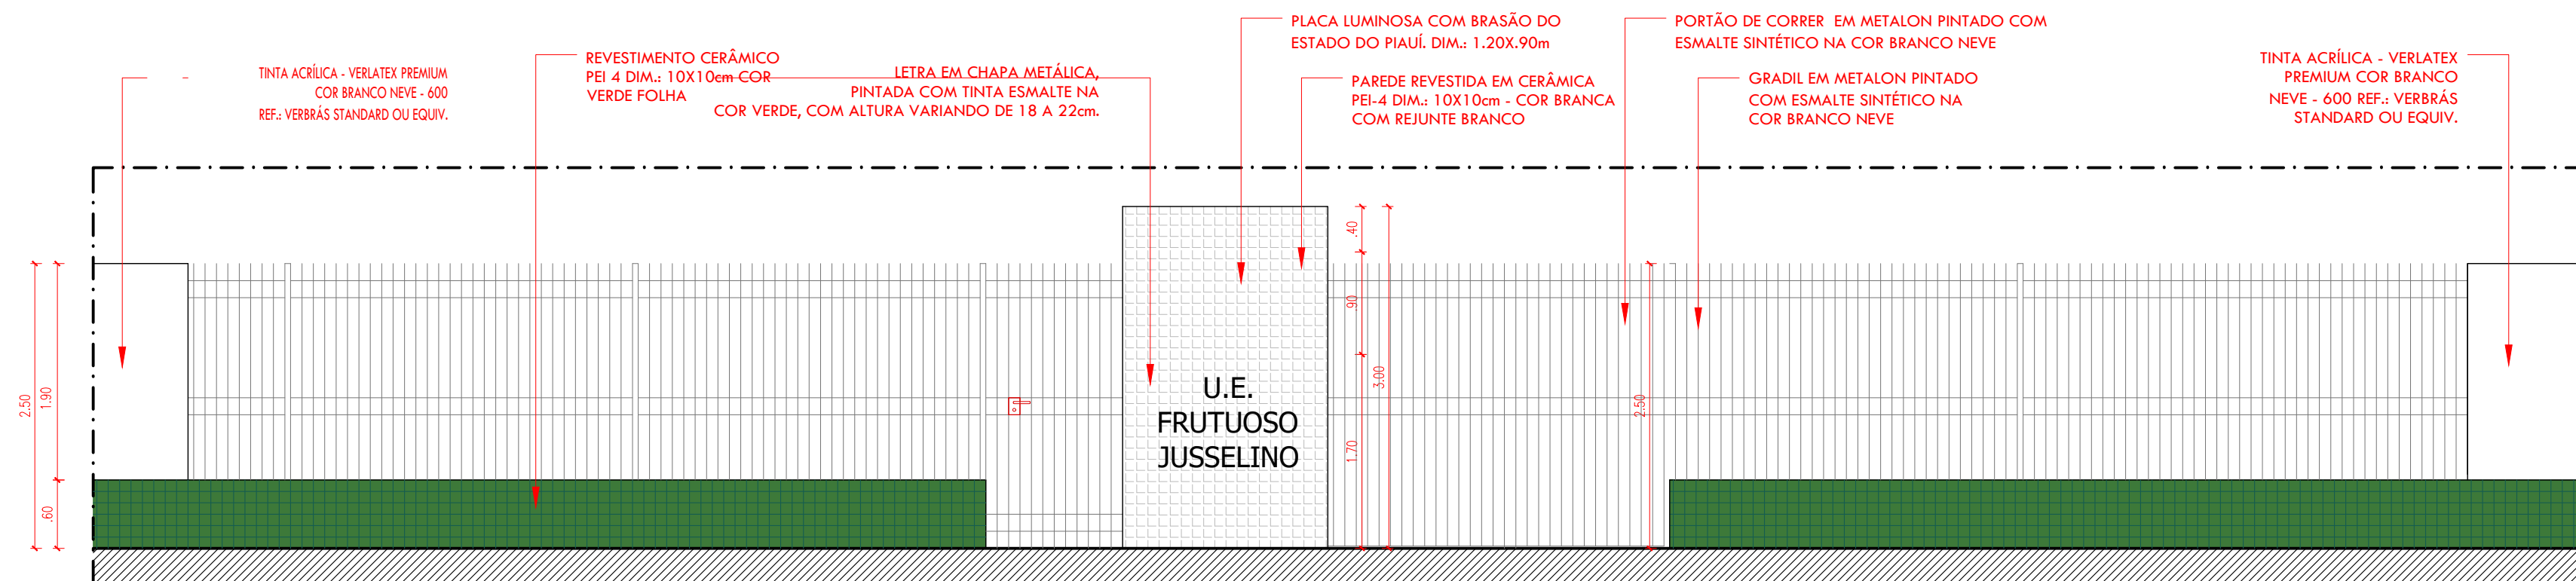 TINTA ACRÍLICA - VERLATEX PREMIUM
COR BRANCO NEVE - 600
REF.: VERBRÁS STANDARD OU EQUIV.
REVESTIMENTO CERÂMICO
PEI 4 DIM.: 10X10cm COR
VERDE FOLHA
LETRA EM CHAPA METÁLICA,
PINTADA COM TINTA ESMALTE NA
COR VERDE, COM ALTURA VARIANDO DE 18 A 22cm.
PLACA LUMINOSA COM BRASÃO DO
ESTADO DO PIAUÍ. DIM.: 1.20X.90m
PAREDE REVESTIDA EM CERÂMICA
PEI-4 DIM.: 10X10cm - COR BRANCA
COM REJUNTE BRANCO
PORTÃO DE CORRER EM METALON PINTADO COM
ESMALTE SINTÉTICO NA COR BRANCO NEVE
GRADIL EM METALON PINTADO
COM ESMALTE SINTÉTICO NA
COR BRANCO NEVE
TINTA ACRÍLICA - VERLATEX
PREMIUM COR BRANCO
NEVE - 600 REF.: VERBRÁS
STANDARD OU EQUIV.
2.50
1.90
.60
U.E.
FRUTUOSO
JUSSELINO
.40
.90
1.70
3.00
2.50